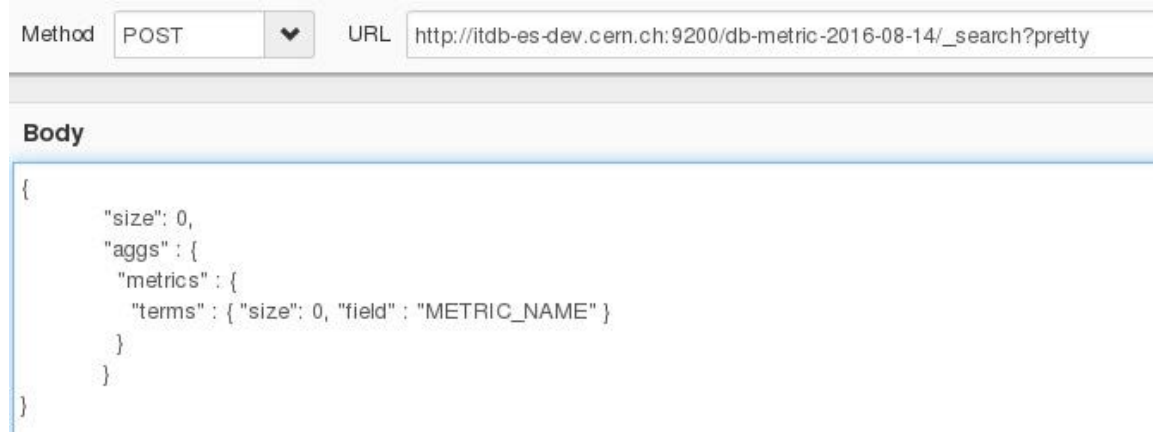 Method POST URL http://itdb-es-dev.cern.ch:9200/db-metric-2016-08-14/_search?pretty
Body
{
"size": 0,
"aggs" : {
"metrics" : {
"terms" : { "size": 0, "field" : "METRIC_NAME" }
}
}
}